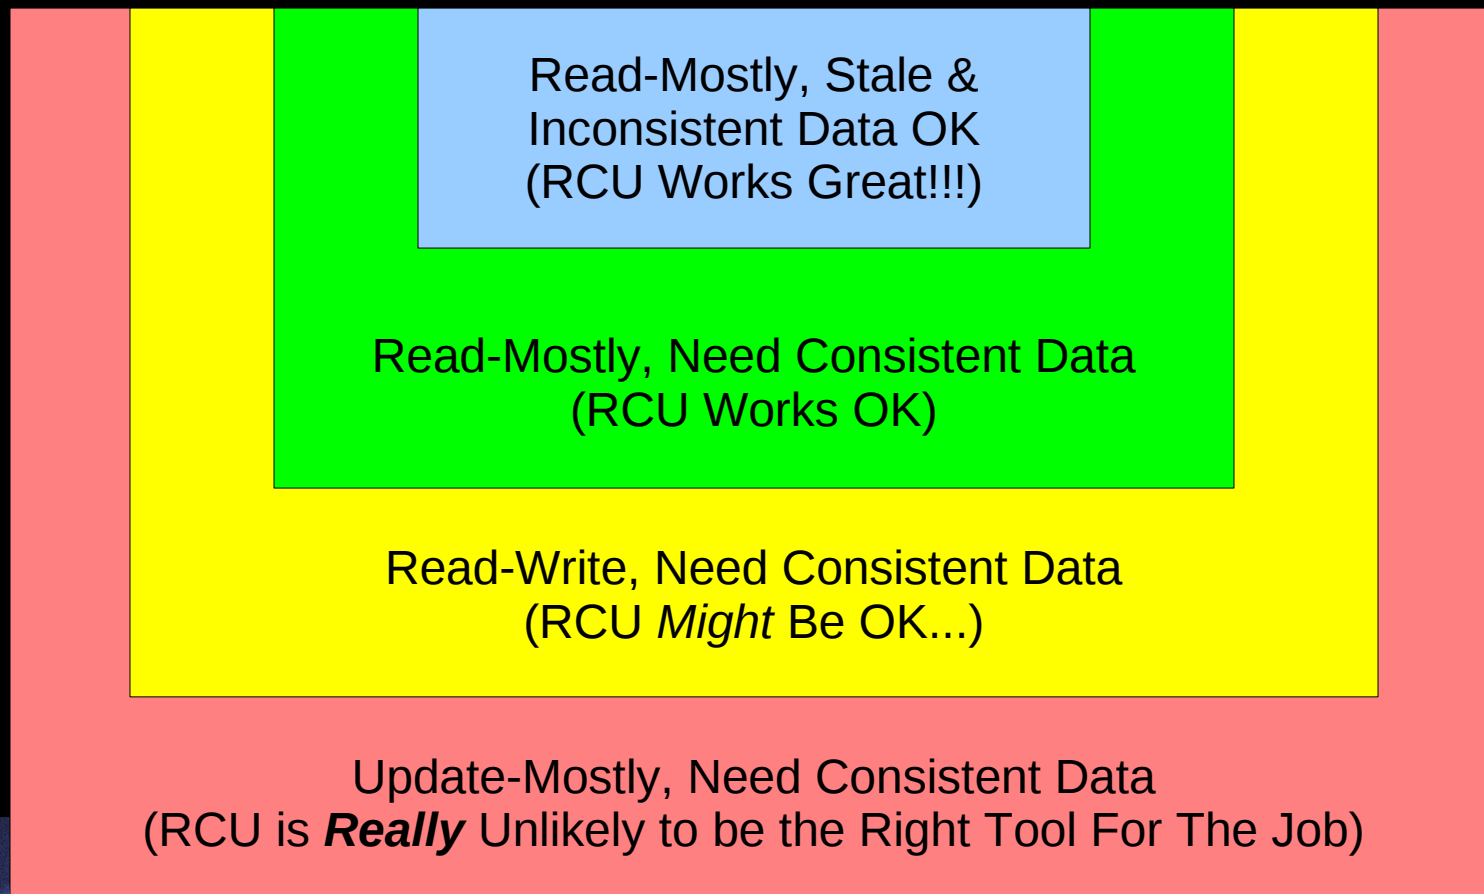 Read-Mostly, Stale &
Inconsistent Data OK
(RCU Works Great!!!)
Read-Mostly, Need Consistent Data
(RCU Works OK)
Read-Write, Need Consistent Data
(RCU Might Be OK...)
Update-Mostly, Need Consistent Data
(RCU is Really Unlikely to be the Right Tool For The Job)